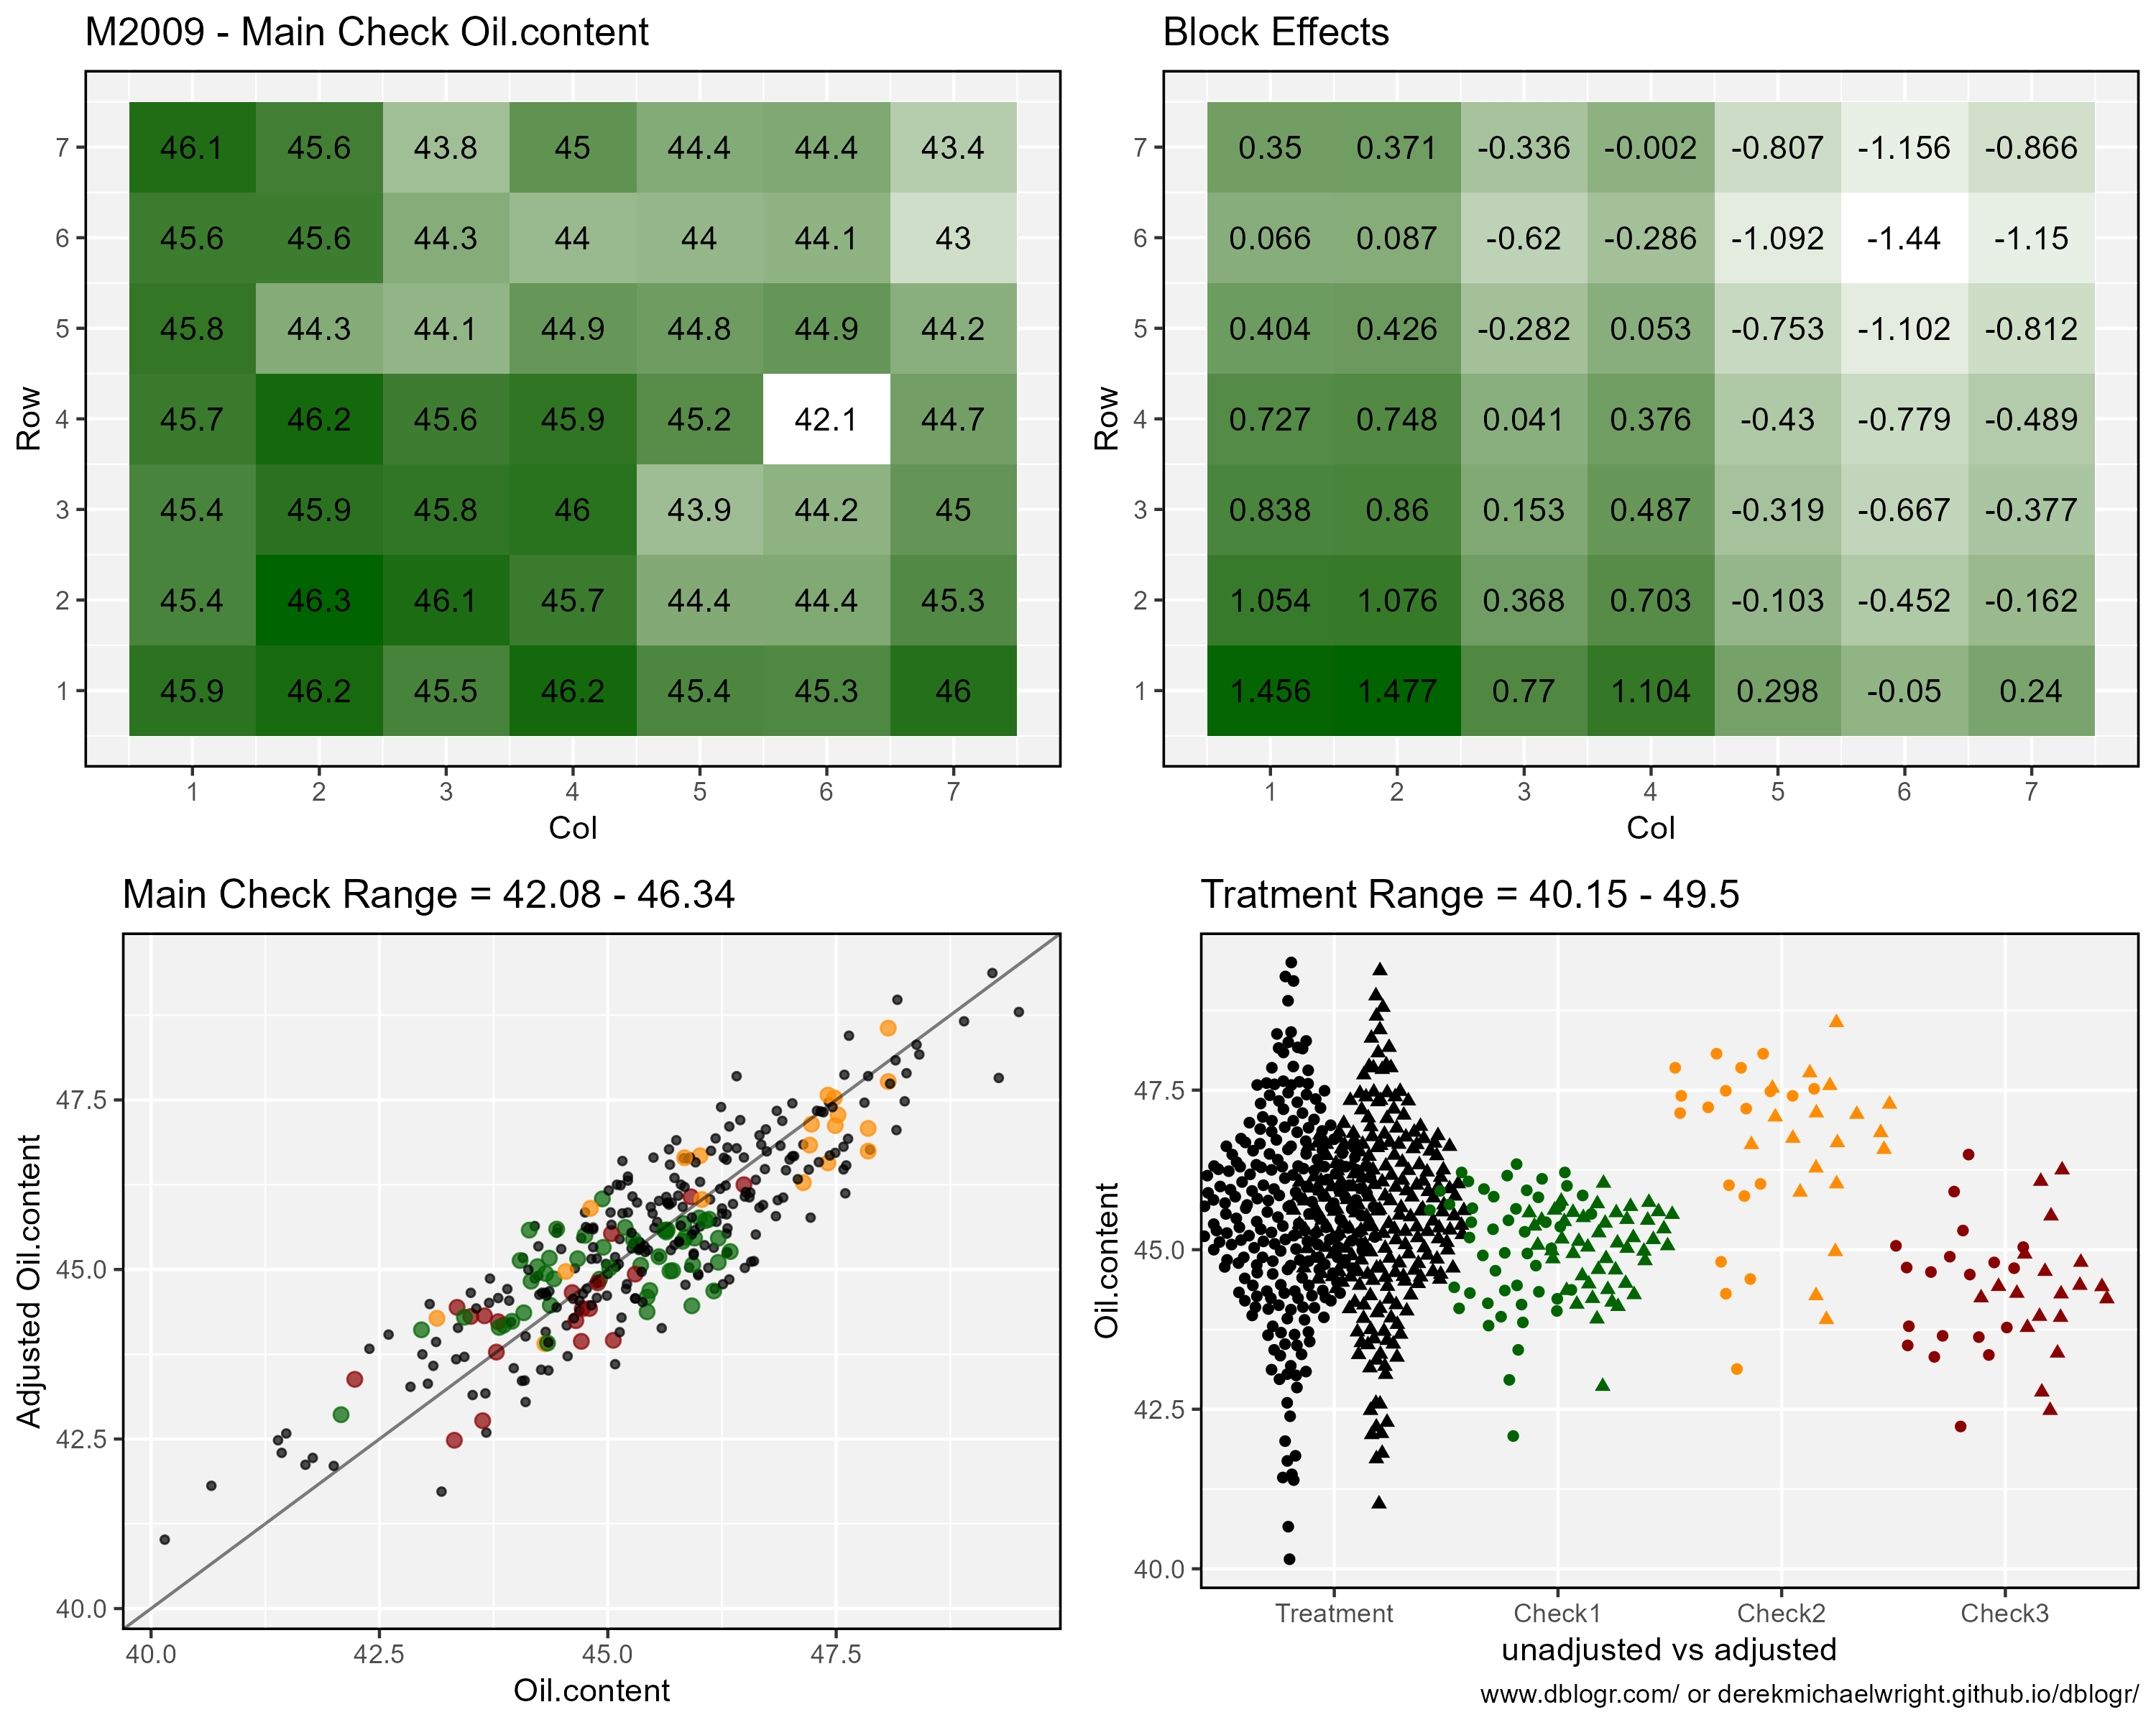 M2009 - Main Check Oil.content
7 46.1 45.6 43.8 45 44.4 44.4 43.4
6 45.6 45.6 44.3 44 44 44.1 43
5 45.8 44.3 44.1 44.9 44.8 44.9 44.2
4 45.7 46.2 45.6 45.9 45.2 42.1 44.7
3 45.4 45.9 45.8 46 43.9 44.2 45
2 45.4 46.3 46.1 45.7 44.4 44.4 45.3
1 45.9 46.2 45.5 46.2 45.4 45.3 46
Row
1 2 3 4 5 6 7
Col
Block Effects
7 0.35 0.371 -0.336 -0.002 -0.807 -1.156 -0.866
6 0.066 0.087 -0.62 -0.286 -1.092 -1.44 -1.15
5 0.404 0.426 -0.282 0.053 -0.753 -1.102 -0.812
4 0.727 0.748 0.041 0.376 -0.43 -0.779 -0.489
3 0.838 0.86 0.153 0.487 -0.319 -0.667 -0.377
2 1.054 1.076 0.368 0.703 -0.103 -0.452 -0.162
1 1.456 1.477 0.77 1.104 0.298 -0.05 0.24
Row
1 2 3 4 5 6 7
Col
Main Check Range = 42.08 - 46.34
47.5
45.0
42.5
40.0
Adjusted Oil.content
40.0 42.5 45.0 47.5
Oil.content
Tratment Range = 40.15 - 49.5
47.5
45.0
42.5
40.0
Oil.content
Treatment Check1 Check2 Check3
unadjusted vs adjusted
www.dblogr.com/ or derekmichaelwright.github.io/dblogr/